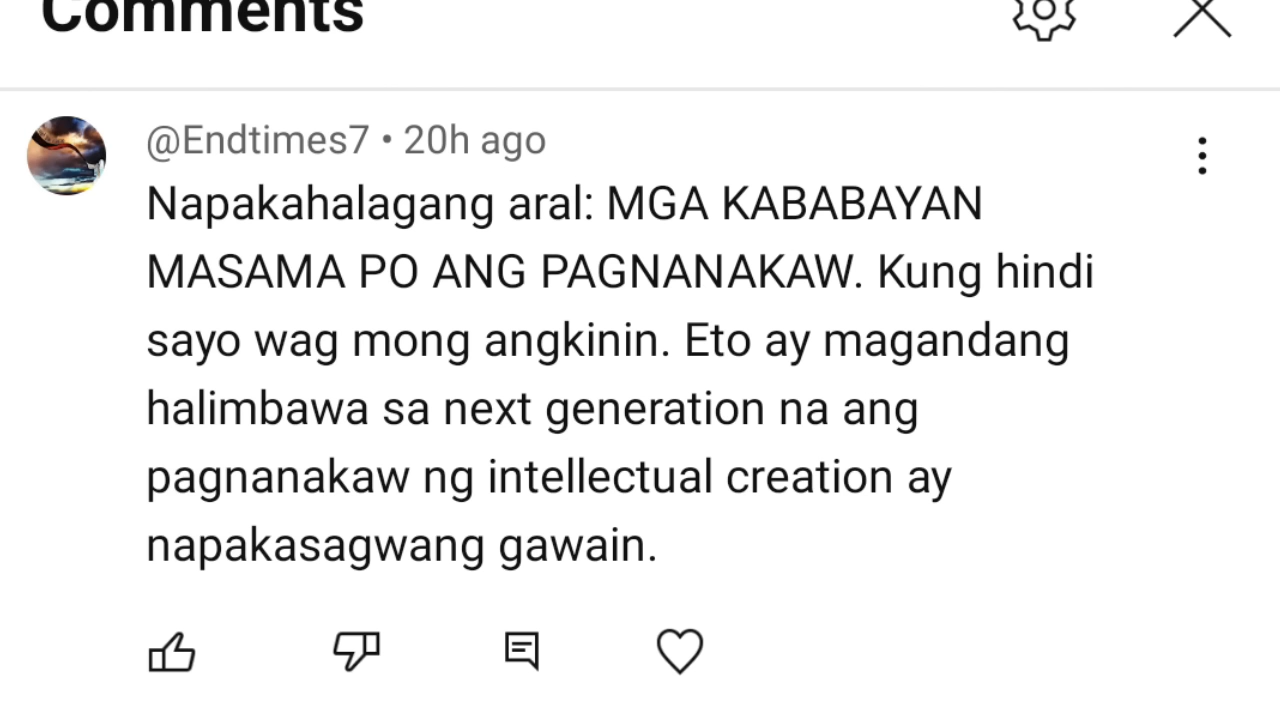 Comments
@Endtimes7 • 20h ago
Napakahalagang aral: MGA KABABAYAN
MASAMA PO ANG PAGNANAKAW. Kung hindi
sayo wag mong angkinin. Eto ay magandang
halimbawa sa next generation na ang
pagnanakaw ng intellectual creation ay
napakasagwang gawain.